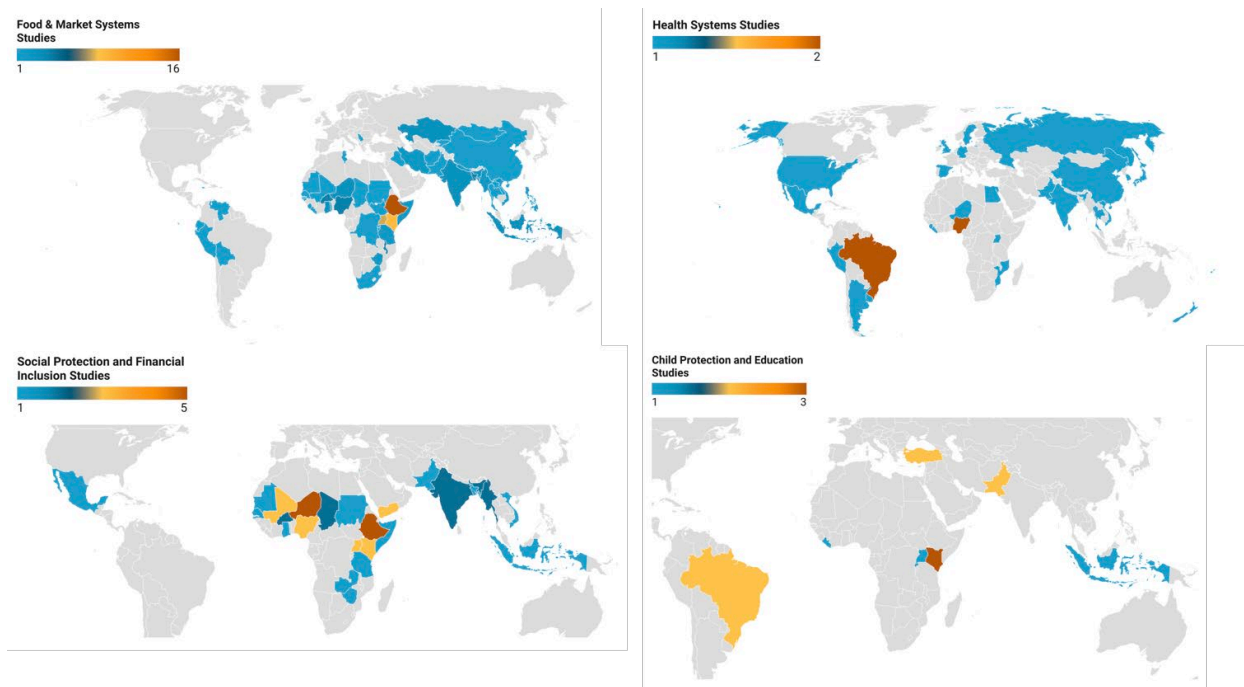 Food & Market Systems
Studies
1 16
Health Systems Studies
1 2
Social Protection and Financial
Inclusion Studies
1 5
Child Protection and Education
Studies
1 3